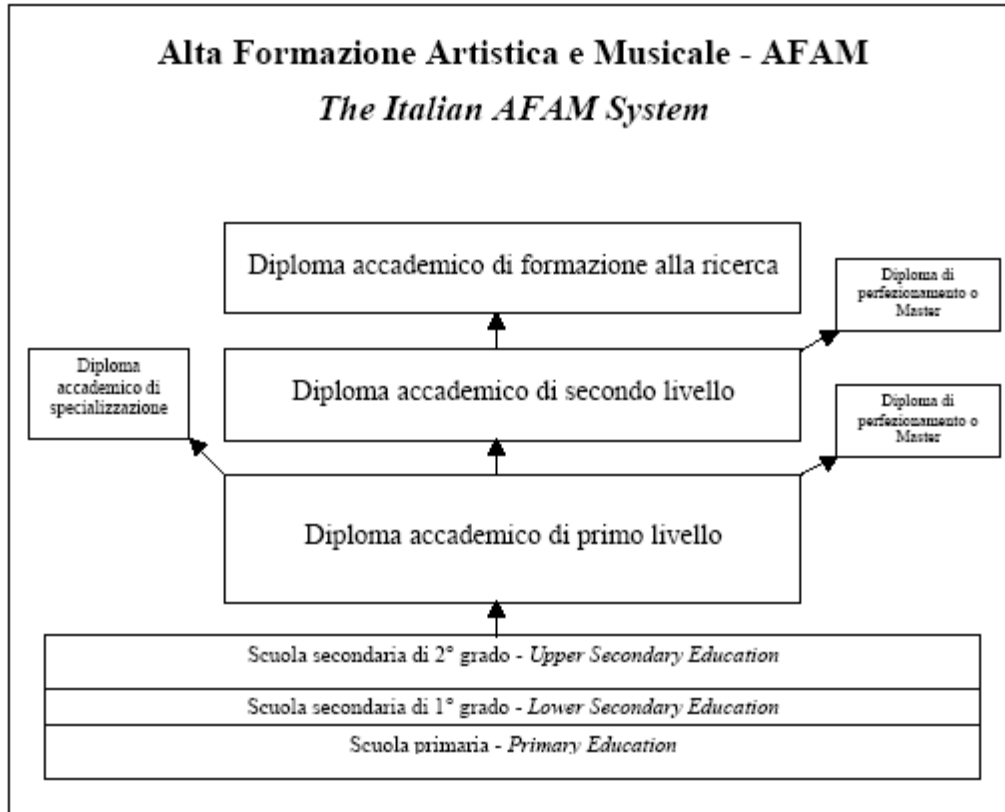 Alta Formazione Artistica e Musicale - AFAM
The Italian AFAM System
Diploma accademico di formazione alla ricerca
Diploma di
perfezionamento o
Master
Diploma
accademico di
specializzazione
Diploma accademico di secondo livello
Diploma di
perfezionamento o
Master
Diploma accademico di primo livello
Scuola secondaria di 2° grado - Upper Secondary Education
Scuola secondaria di 1° grado - Lower Secondary Education
Scuola primaria - Primary Education